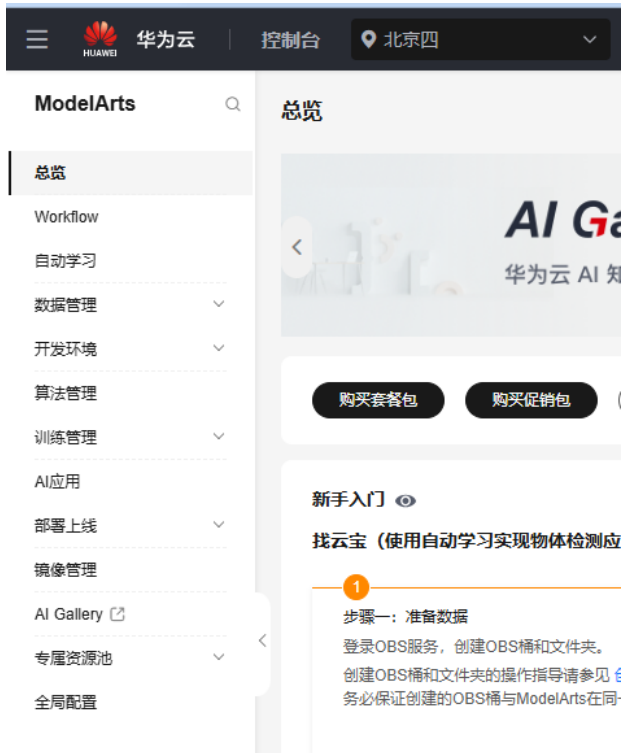 HUAWEI
华为云
控制台
北京四
ModelArts
总览
Workflow
自动学习
数据管理
开发环境
算法管理
训练管理
AI应用
部署上线
镜像管理
AI Gallery
专属资源池
全局配置
总览
AI Ga
华为云 AI 知
购买套餐包
购买促销包
新手入门
找云宝（使用自动学习实现物体检测应
1
步骤一：准备数据
登录OBS服务，创建OBS桶和文件夹。
创建OBS桶和文件夹的操作指导请参见
务必保证创建的OBS桶与ModelArts在同一